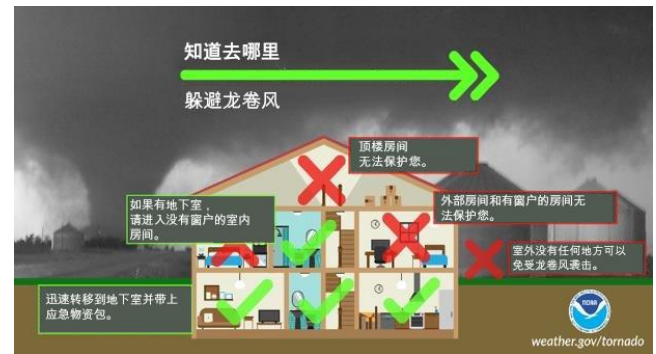 知道去哪里
躲避龙卷风
顶楼房间
无法保护您。
如果有地下室，
请进入没有窗户的室内
房间。
外部房间和有窗户的房间无
法保护您。
室外没有任何地方可以
免受龙卷风袭击。
迅速转移到地下室并带上
应急物资包。
NOAA
weather.gov/tornado